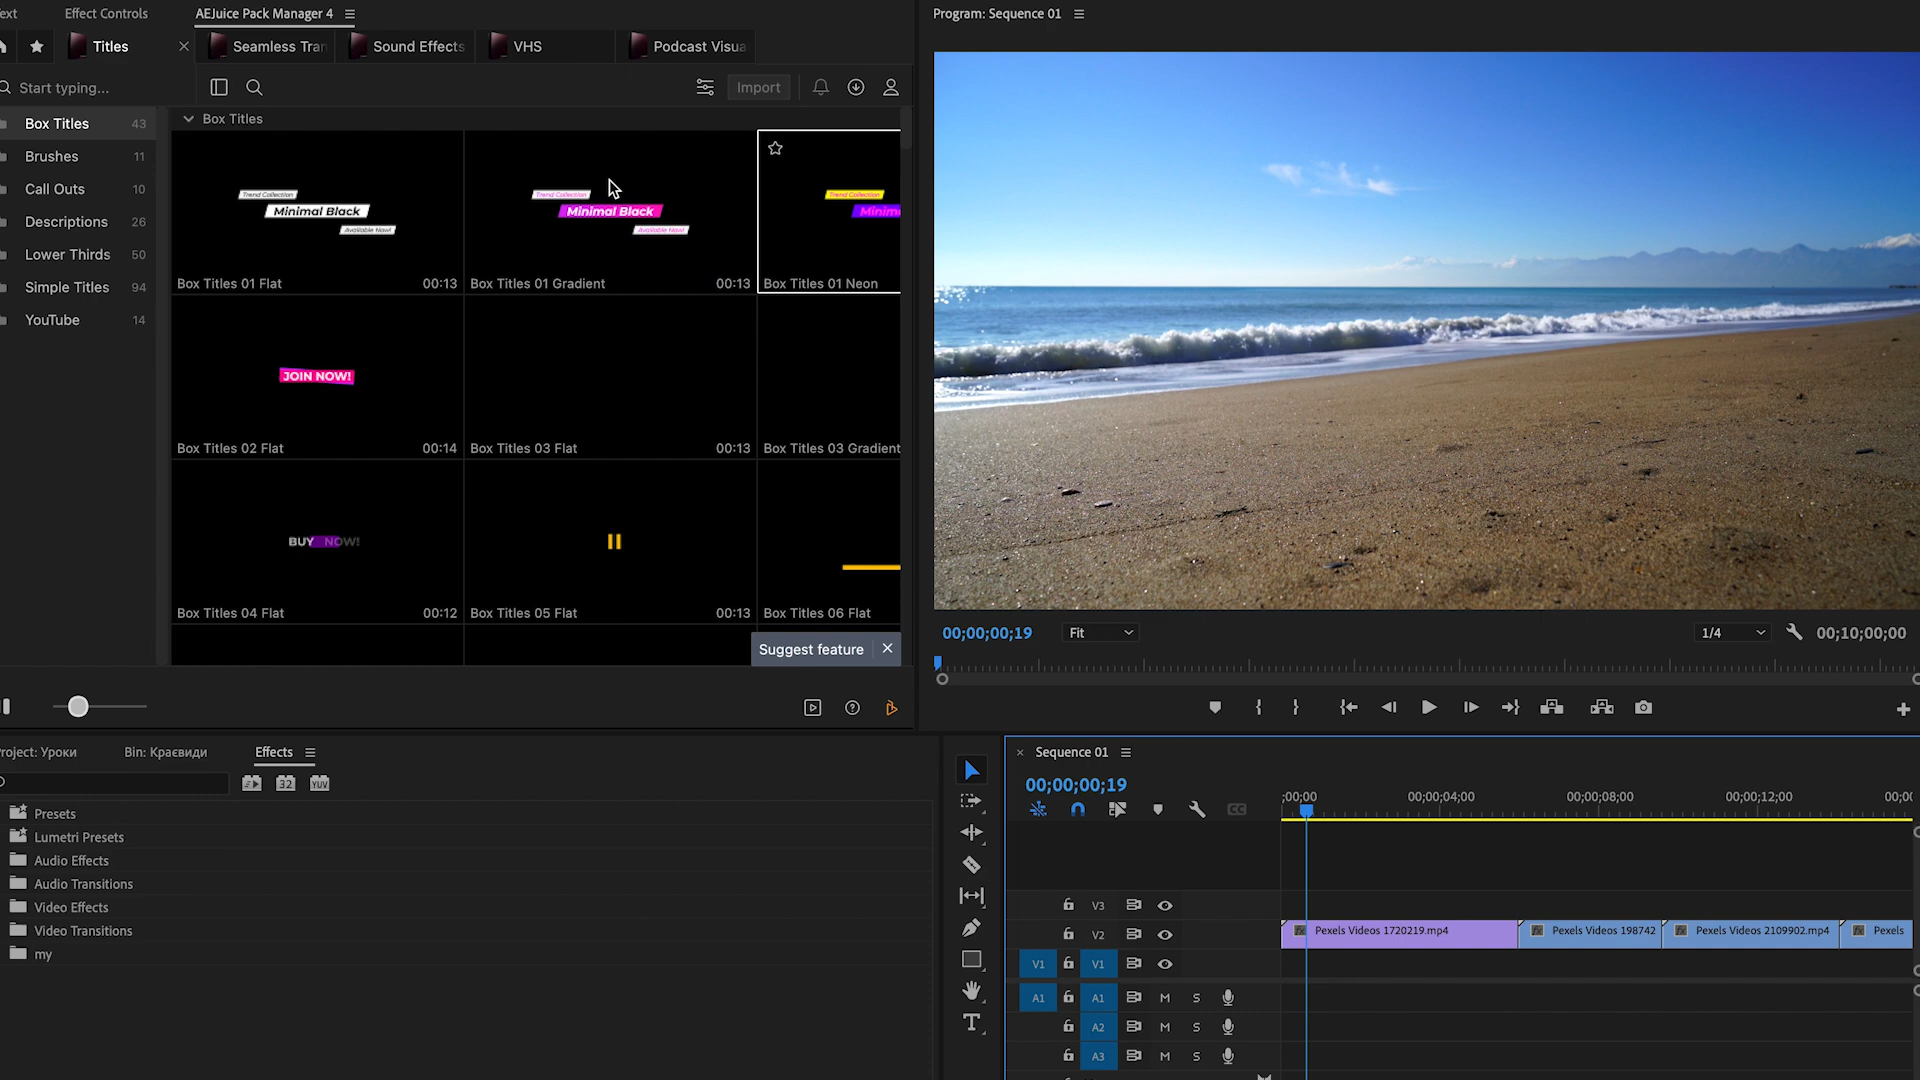 ext
Effect Controls
AEJuice Pack Manager 4
Program: Sequence 01
Titles
Seamless Tran
Sound Effects
VHS
Podcast Visua
Start typing...
Import
Box Titles 43
Brushes 11
Call Outs 10
Descriptions 26
Lower Thirds 50
Simple Titles 94
YouTube 14
Box Titles
Trend Collection
Minimal Black
Available Now!
Box Titles 01 Flat 00:13
Trend Collection
Minimal Black
Available Now!
Box Titles 01 Gradient 00:13
Trend Collection
Minim
Box Titles 01 Neon
JOIN NOW!
Box Titles 02 Flat 00:14
Box Titles 03 Flat 00:13
Box Titles 03 Gradient
BUY NOW!
Box Titles 04 Flat 00:12
Box Titles 05 Flat 00:13
Box Titles 06 Flat
Suggest feature
00;00;00;19
Fit
1/4
00;10;00;00
roject: Уроки
Bin: Краєвиди
Effects
32
YUV
Presets
Lumetri Presets
Audio Effects
Audio Transitions
Video Effects
Video Transitions
my
Sequence 01
00;00;00;19
;00;00
00;00;04;00
00;00;08;00
00;00;12;00
00;0
CC
V3
V2
V1 V1
A1 A1 M S
A2 M S
A3 M S
fx Pexels Videos 1720219.mp4
fx Pexels Videos 198742
fx Pexels Videos 2109902.mp4
fx Pexels